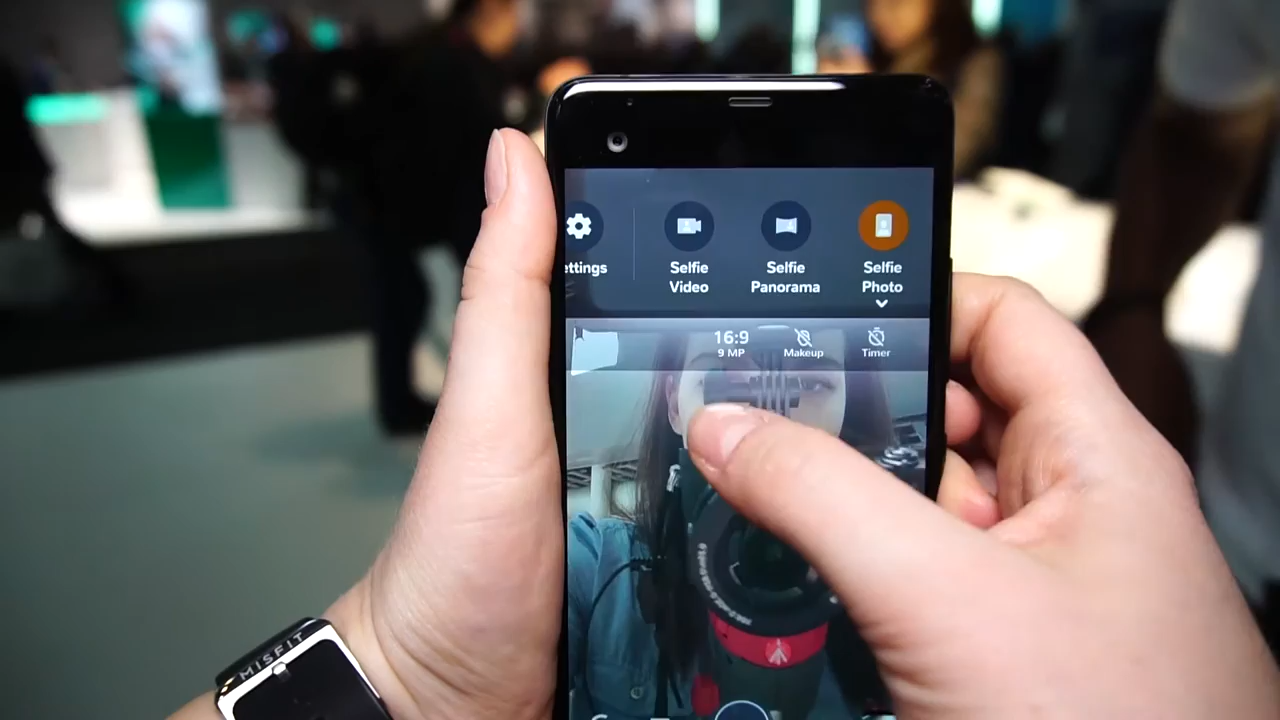 ettings
Selfie
Video
Selfie
Panorama
Selfie
Photo
16:9
9 MP
Makeup
Timer
MISFIT